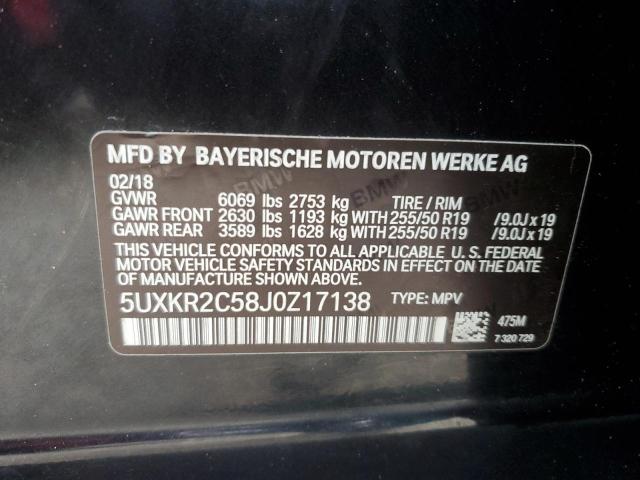 MFD BY BAYERISCHE MOTOREN WERKE AG
02/18
GVWR 6069 lbs 2753 kg TIRE / RIM
GAWR FRONT 2630 lbs 1193 kg WITH 255/50 R19 /9.0J x 19
GAWR REAR 3589 lbs 1628 kg WITH 255/50 R19 /9.0J x 19
THIS VEHICLE CONFORMS TO ALL APPLICABLE U. S. FEDERAL
MOTOR VEHICLE SAFETY STANDARDS IN EFFECT ON THE DATE
OF MANUFACTURE SHOWN ABOVE.
5UXKR2C58J0Z17138 TYPE: MPV
475M
7 320 729